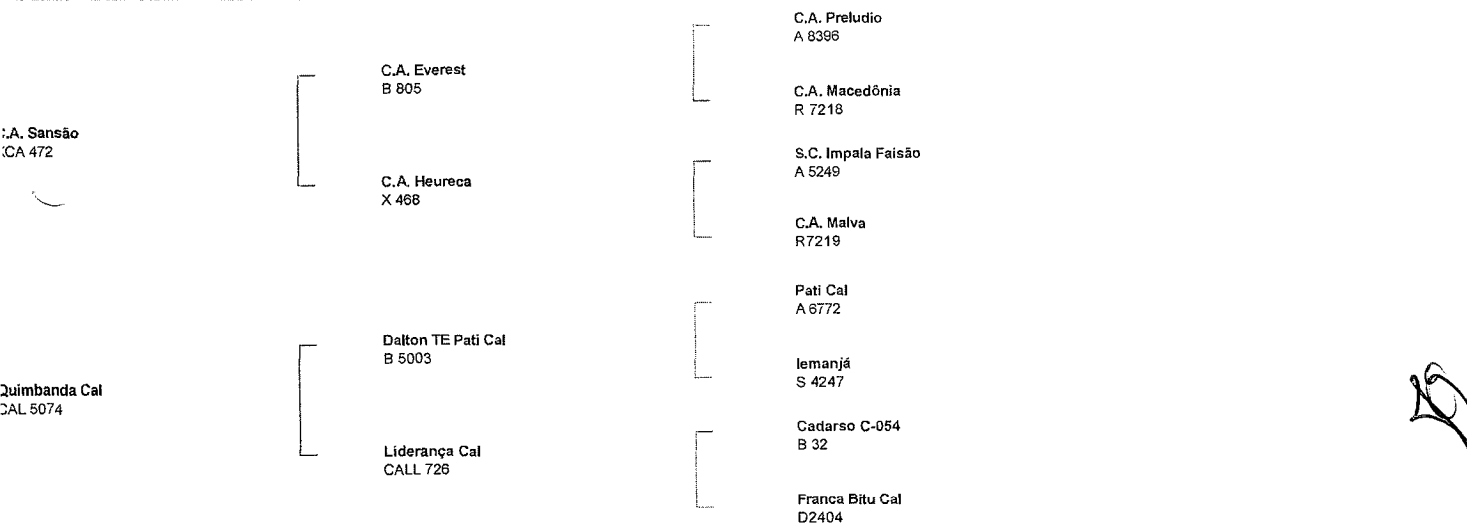 C.A. Preludio
A 8396
C.A. Everest
B 805
C.A. Macedônia
R 7218
.A. Sansão
CA 472
S.C. Impala Faisão
A 5249
C.A. Heureca
X 468
C.A. Malva
R7219
Pati Cal
A 6772
Dalton TE Pati Cal
B 5003
Iemanjá
S 4247
Quimbanda Cal
CAL 5074
Cadarso C-054
B 32
Líderança Cal
CALL 726
Franca Bitu Cal
D2404